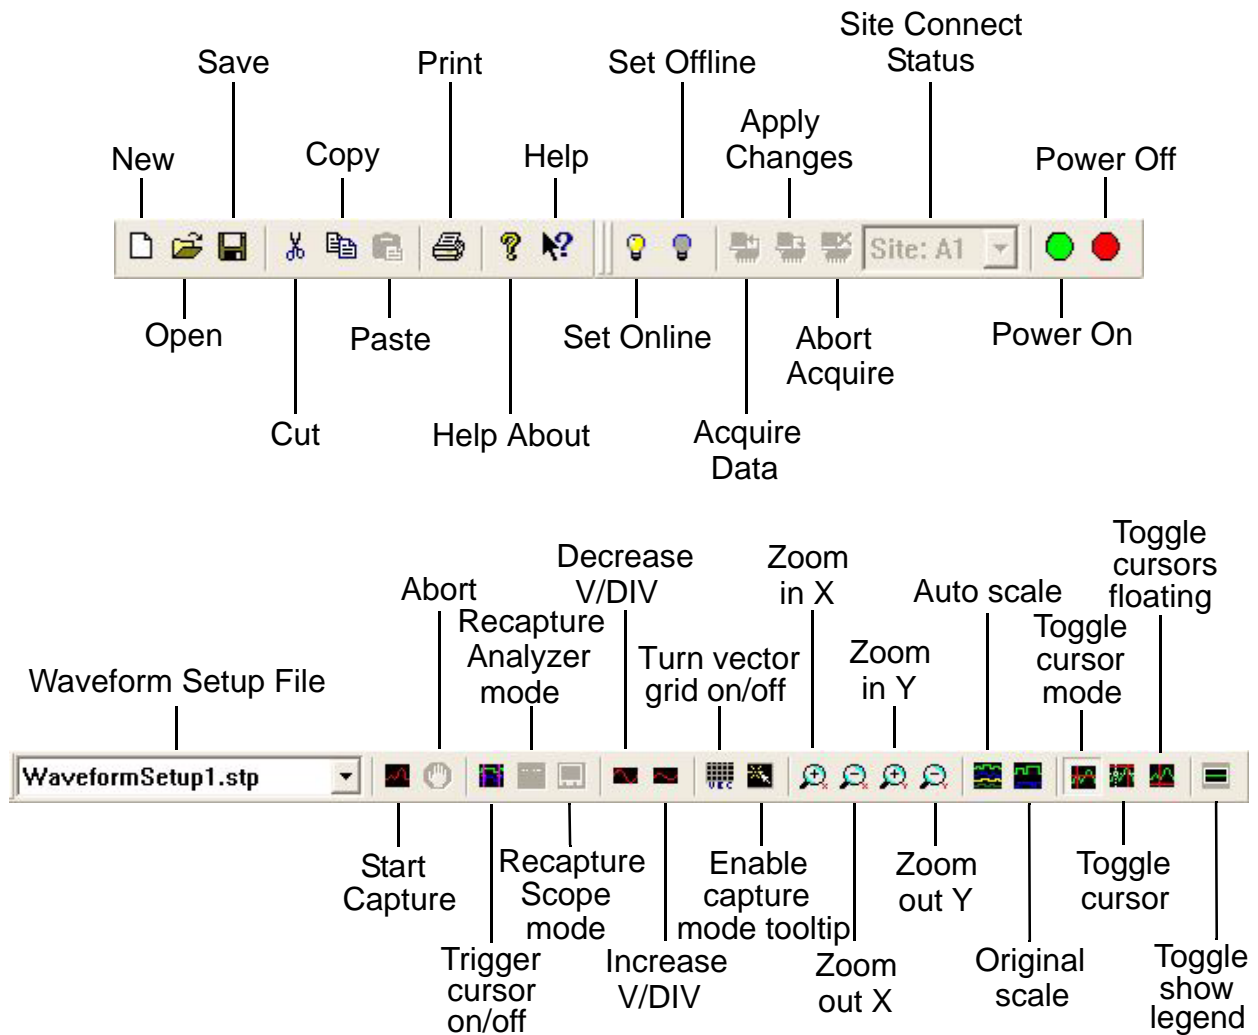 Site Connect
Status
Save
Print
Set Offline
Apply
Changes
New
Copy
Help
Power Off
Site: A1
Open
Paste
Set Online
Abort
Acquire
Power On
Cut
Help About
Acquire
Data
Toggle
cursors
floating
Decrease
V/DIV
Zoom
in X
Abort
Auto scale
Recapture
Analyzer
mode
Toggle
cursor
mode
Turn vector
grid on/off
Zoom
in Y
Waveform Setup File
WaveformSetup1.stp
VEC
Start
Capture
Recapture
Scope
mode
Enable
capture
mode tooltip
Zoom
out Y
Toggle
cursor
Trigger
cursor
on/off
Increase
V/DIV
Zoom
out X
Original
scale
Toggle
show
legend